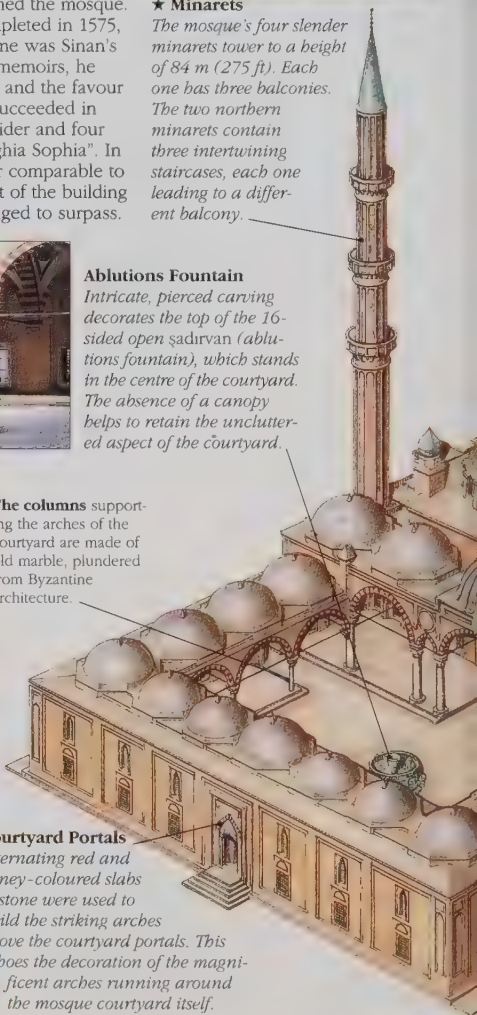 ned the mosque.
pleted in 1575,
ne was Sinan's
memoirs, he
and the favour
ucceeded in
ider and four
ghia Sophia". In
r comparable to
t of the building
ged to surpass.
★ Minarets
The mosque's four slender
minarets tower to a height
of 84 m (275 ft). Each
one has three balconies.
The two northern
minarets contain
three intertwining
staircases, each one
leading to a differ-
ent balcony.
Ablutions Fountain
Intricate, pierced carving
decorates the top of the 16-
sided open şadırvan (ablu-
tions fountain), which stands
in the centre of the courtyard.
The absence of a canopy
helps to retain the unclutter-
ed aspect of the courtyard.
he columns support-
ng the arches of the
ourtyard are made of
ld marble, plundered
rom Byzantine
rchitecture.
urtyard Portals
ernating red and
ney-coloured slabs
stone were used to
ild the striking arches
ove the courtyard portals. This
hoes the decoration of the magni-
ficent arches running around
the mosque courtyard itself.